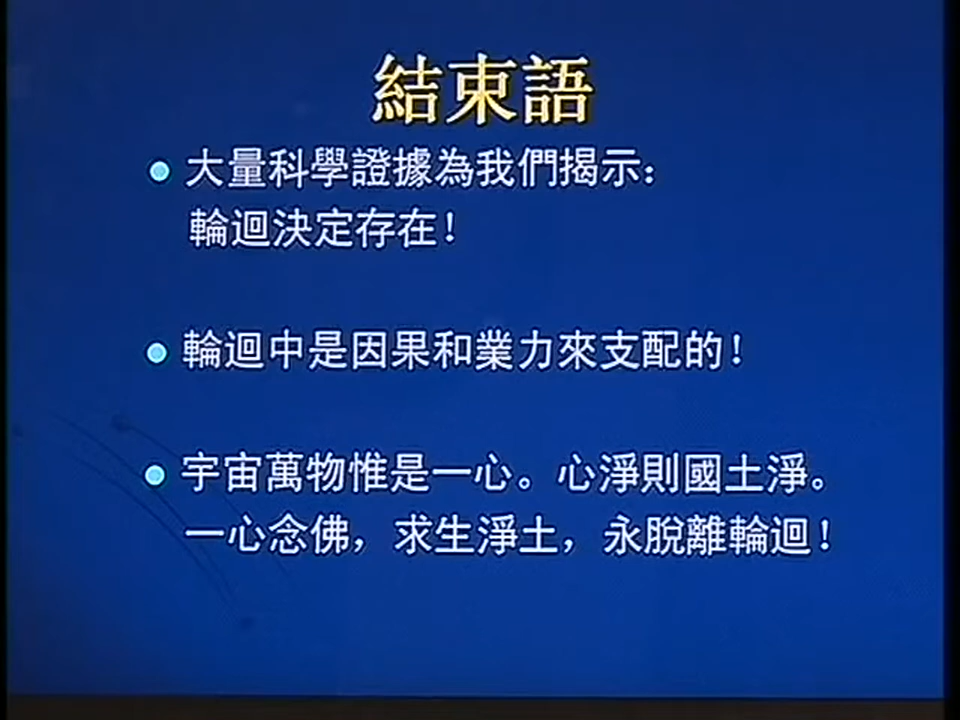 結束語
大量科學證據為我們揭示：
輪迴決定存在！
輪迴中是因果和業力來支配的！
宇宙萬物惟是一心。心淨則國土淨。
一心念佛，求生淨土，永脫離輪迴！